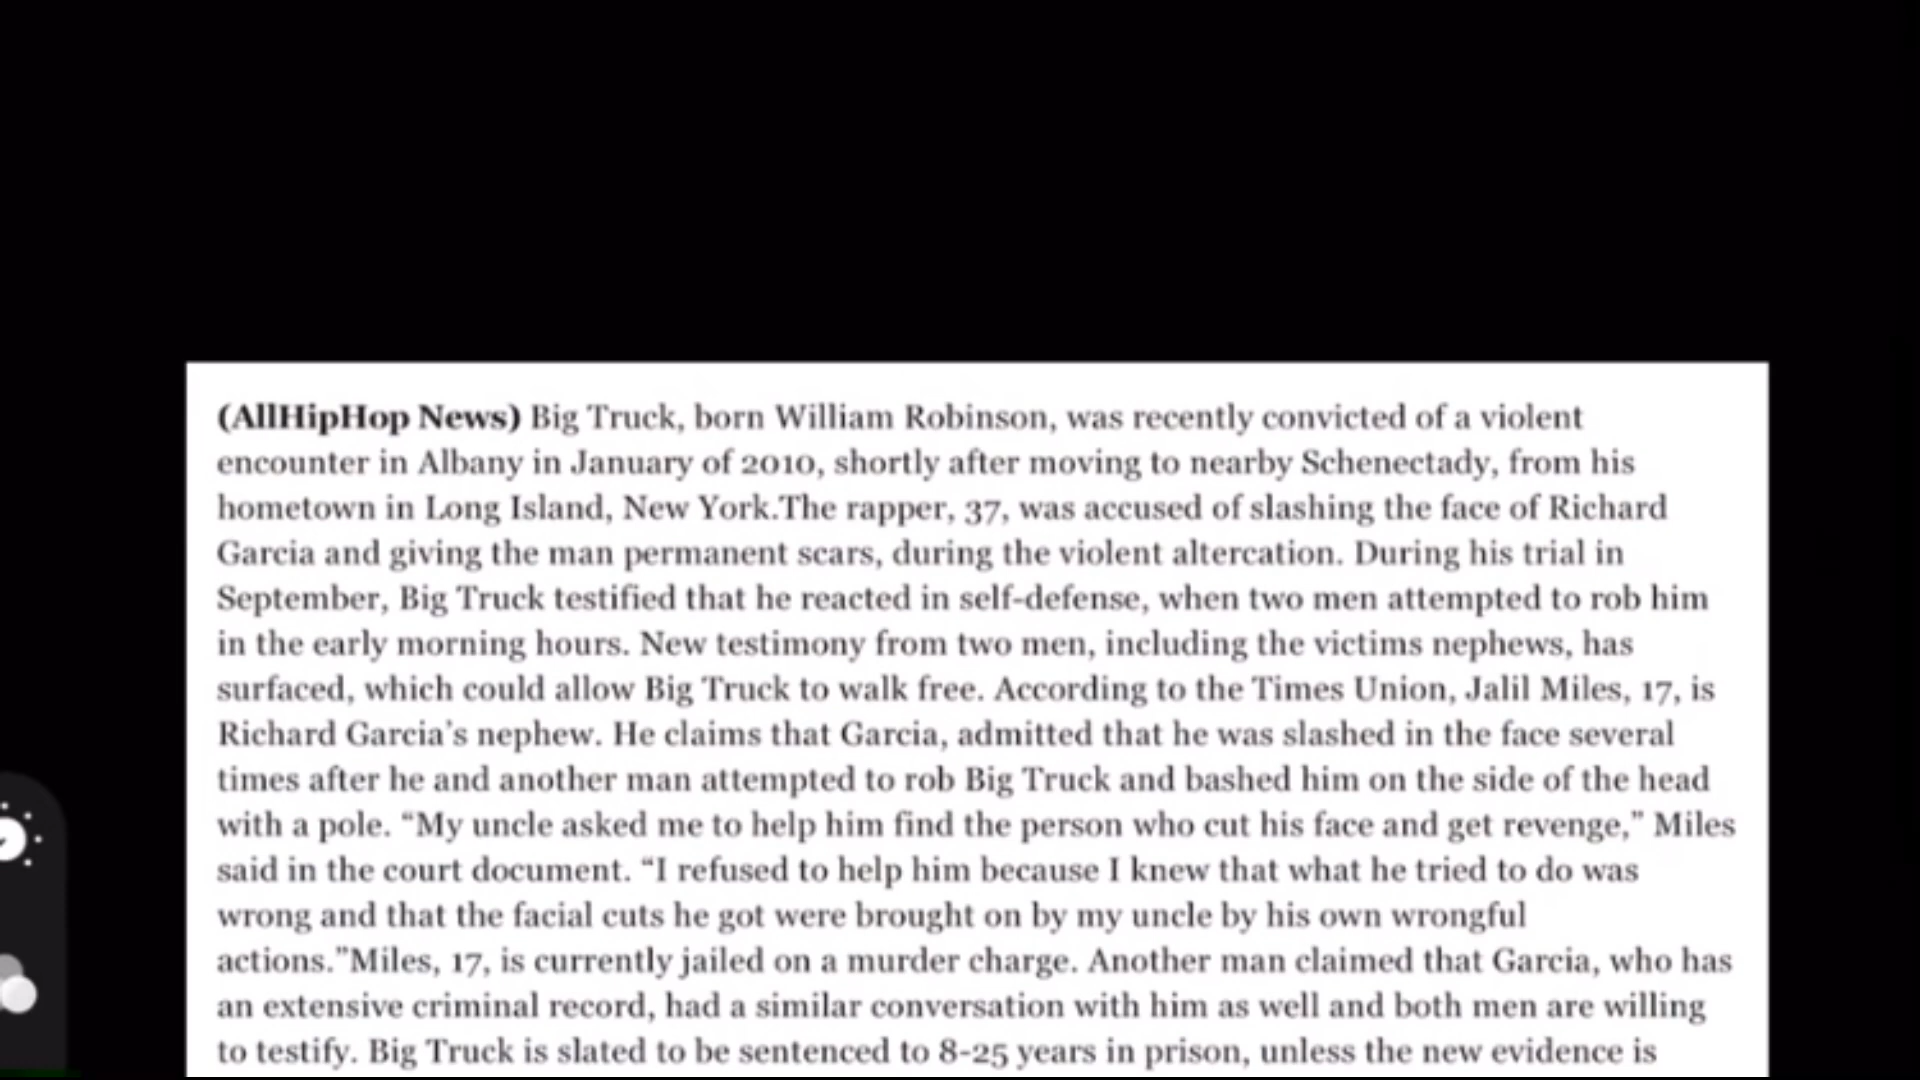 (AllHipHop News) Big Truck, born William Robinson, was recently convicted of a violent
encounter in Albany in January of 2010, shortly after moving to nearby Schenectady, from his
hometown in Long Island, New York.The rapper, 37, was accused of slashing the face of Richard
Garcia and giving the man permanent scars, during the violent altercation. During his trial in
September, Big Truck testified that he reacted in self-defense, when two men attempted to rob him
in the early morning hours. New testimony from two men, including the victims nephews, has
surfaced, which could allow Big Truck to walk free. According to the Times Union, Jalil Miles, 17, is
Richard Garcia’s nephew. He claims that Garcia, admitted that he was slashed in the face several
times after he and another man attempted to rob Big Truck and bashed him on the side of the head
with a pole. “My uncle asked me to help him find the person who cut his face and get revenge,” Miles
said in the court document. “I refused to help him because I knew that what he tried to do was
wrong and that the facial cuts he got were brought on by my uncle by his own wrongful
actions.”Miles, 17, is currently jailed on a murder charge. Another man claimed that Garcia, who has
an extensive criminal record, had a similar conversation with him as well and both men are willing
to testify. Big Truck is slated to be sentenced to 8-25 years in prison, unless the new evidence is